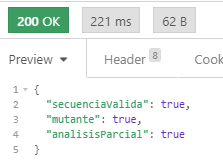 200 OK 221 ms 62 B
Preview Header 8 Cook
1 {
2 "secuenciaValida": true,
3 "mutante": true,
4 "analisisParcial": true
5 }